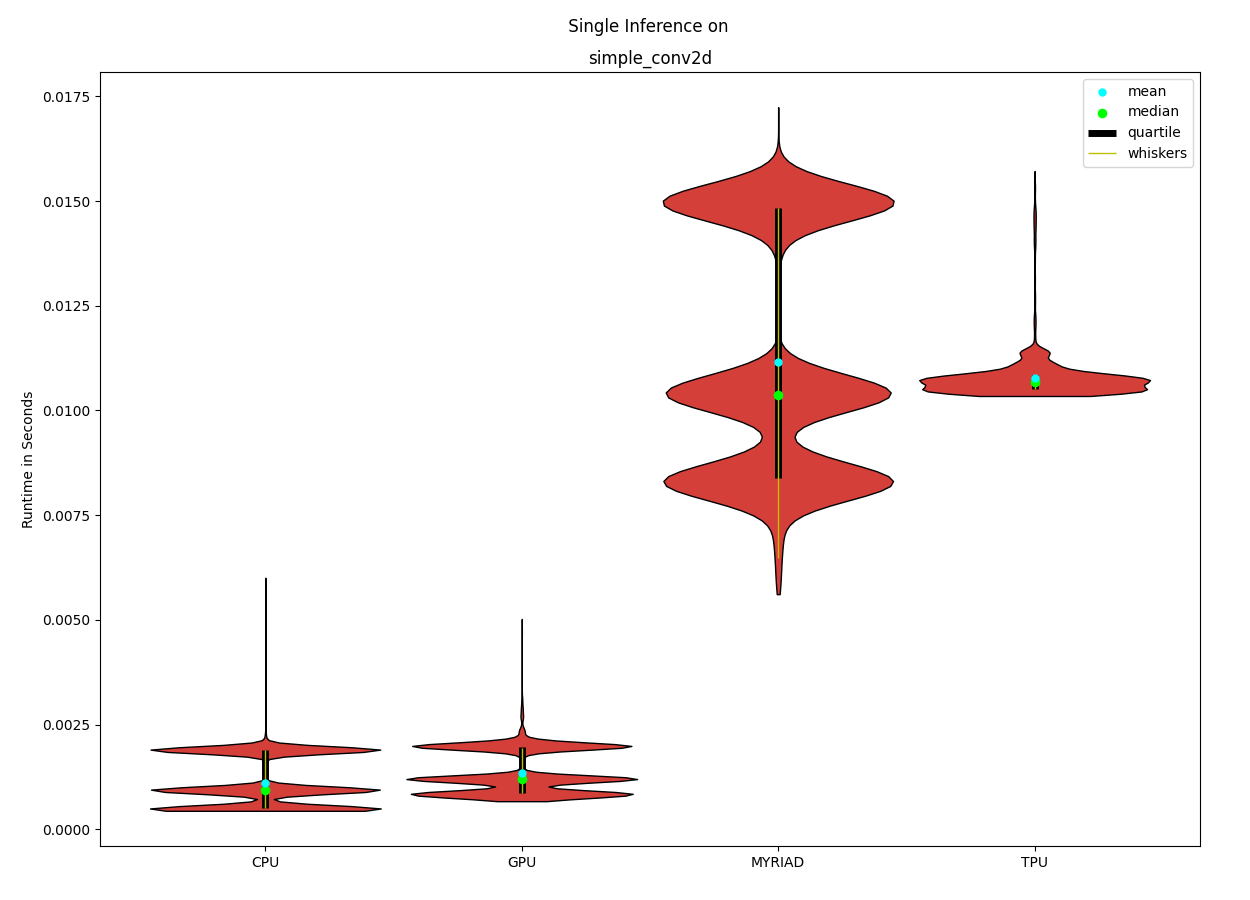 Single Inference on
simple_conv2d
mean
median
quartile
whiskers
Runtime in Seconds
0.0175
0.0150
0.0125
0.0100
0.0075
0.0050
0.0025
0.0000
CPU GPU MYRIAD TPU